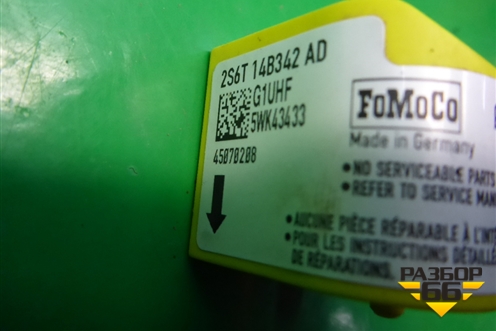 2S6T 14B342 AD
G1UHF
5WK43433
45070208
FoMoCo
Made in Germany
•NO SERVICEABLE PARTS
•REFER TO SERVICE MAN
•AUCUNE PIÈCE RÉPARABLE À L'INT
•POUR LES INSTRUCTIONS DÉTAILLÉ
DE RÉPARATION,
РАЗБОР
66